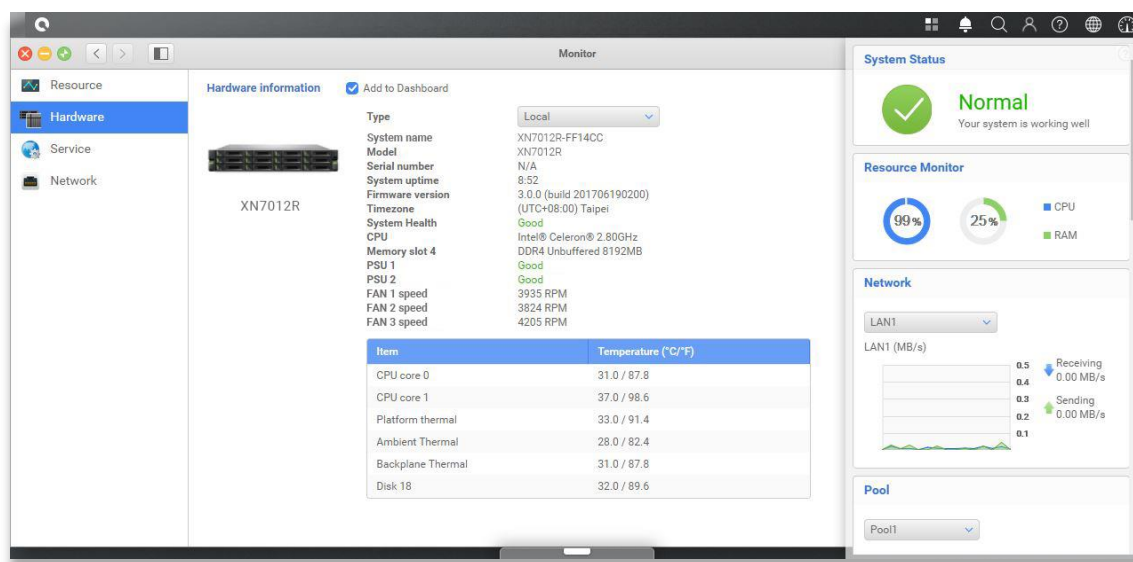 Monitor
Resource
Hardware
Service
Network
Hardware information
Add to Dashboard
XN7012R
Type Local
System name XN7012R-FF14CC
Model XN7012R
Serial number N/A
System uptime 8:52
Firmware version 3.0.0 (build 201706190200)
Timezone (UTC+08:00) Taipei
System Health Good
CPU Intel® Celeron® 2.80GHz
Memory slot 4 DDR4 Unbuffered 8192MB
PSU 1 Good
PSU 2 Good
FAN 1 speed 3935 RPM
FAN 2 speed 3824 RPM
FAN 3 speed 4205 RPM
Item Temperature (°C/°F)
CPU core 0 31.0 / 87.8
CPU core 1 37.0 / 98.6
Platform thermal 33.0 / 91.4
Ambient Thermal 28.0 / 82.4
Backplane Thermal 31.0 / 87.8
Disk 18 32.0 / 89.6
System Status
Normal
Your system is working well
Resource Monitor
99%
25%
CPU
RAM
Network
LAN1
LAN1 (MB/s)
0.5
0.4
0.3
0.2
0.1
Receiving
0.00 MB/s
Sending
0.00 MB/s
Pool
Pool1